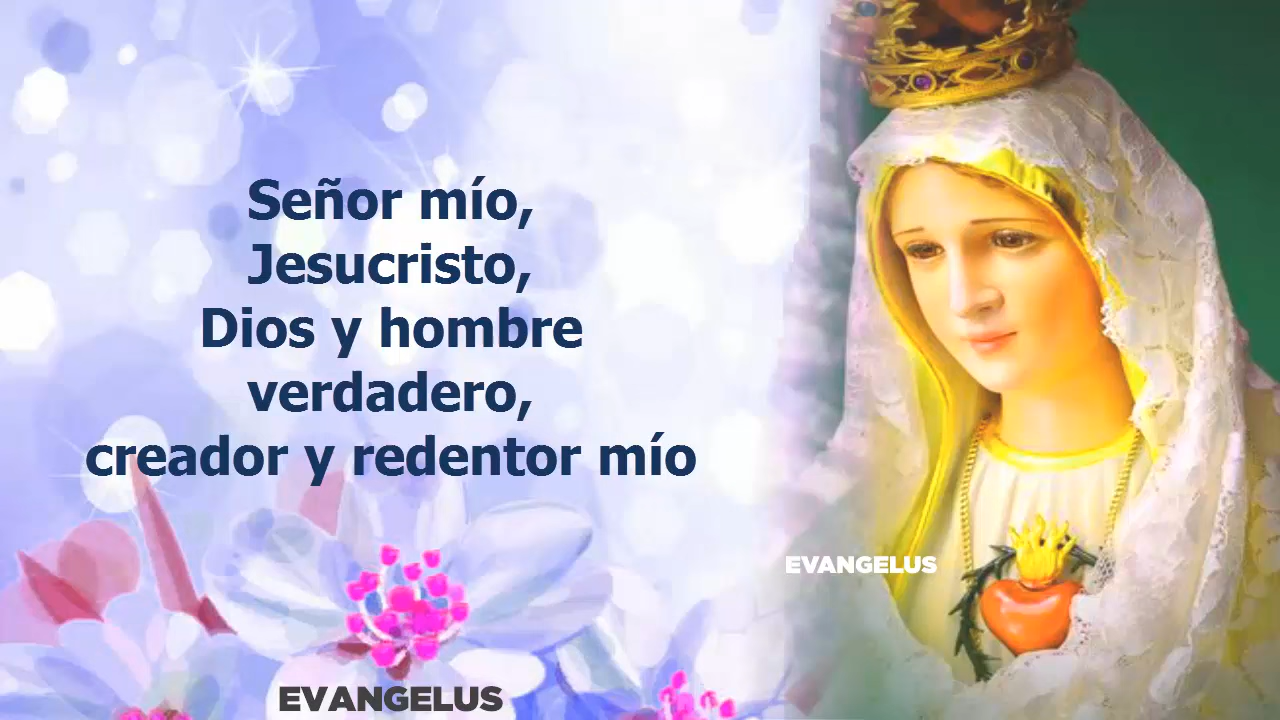 Señor mío,
Jesucristo,
Dios y hombre
verdadero,
creador y redentor mío
EVANGELUS
EVANGELUS